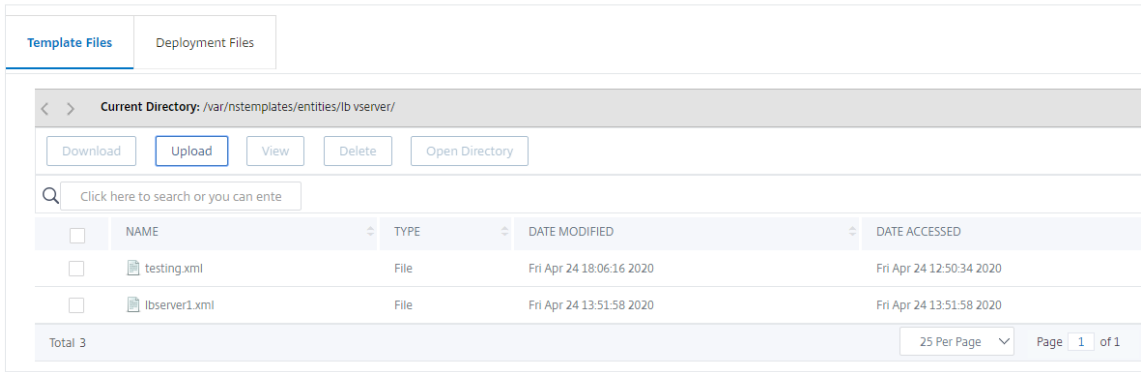 Template Files Deployment Files
Current Directory: /var/nstemplates/entities/lb vserver/
Download Upload View Delete Open Directory
Click here to search or you can ente
NAME TYPE DATE MODIFIED DATE ACCESSED
testing.xml File Fri Apr 24 18:06:16 2020 Fri Apr 24 12:50:34 2020
lbserver1.xml File Fri Apr 24 13:51:58 2020 Fri Apr 24 13:51:58 2020
Total 3 25 Per Page Page 1 of 1